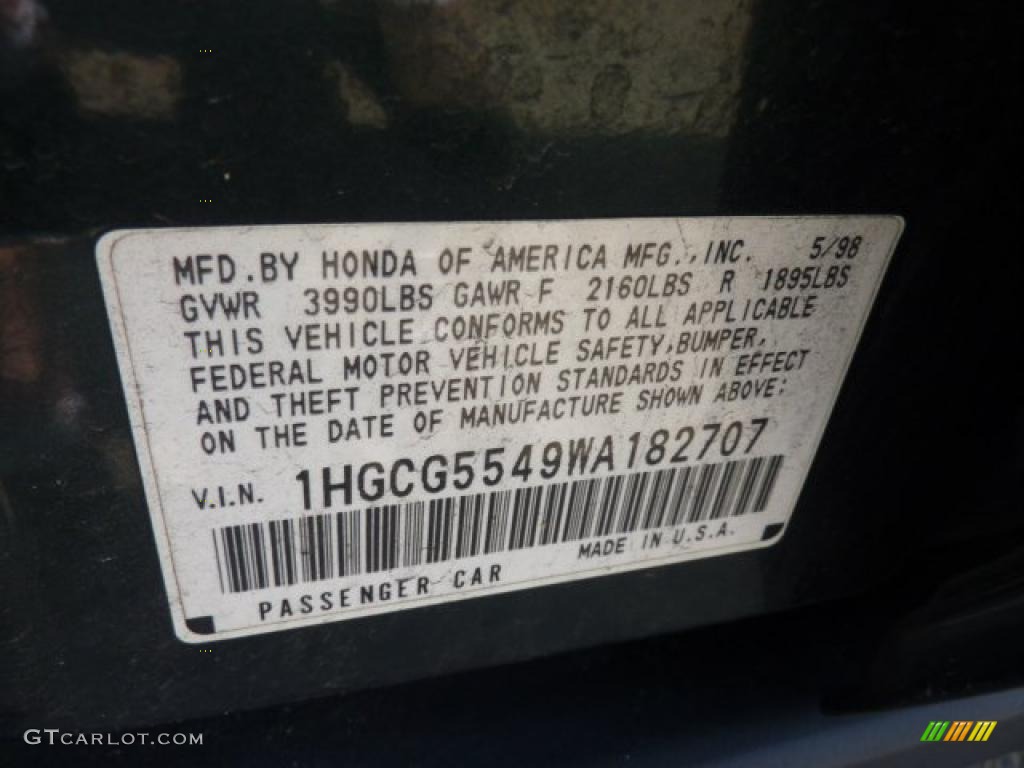 MFD. BY HONDA OF AMERICA MFG., INC. 5/98
GVWR 3990LBS GAWR F 2160LBS R 1895LBS
THIS VEHICLE CONFORMS TO ALL APPLICABLE
FEDERAL MOTOR VEHICLE SAFETY, BUMPER,
AND THEFT PREVENTION STANDARDS IN EFFECT
ON THE DATE OF MANUFACTURE SHOWN ABOVE:
V.I.N. 1HGCG5549WA182707
MADE IN U.S.A.
PASSENGER CAR
GTCARLOT.COM